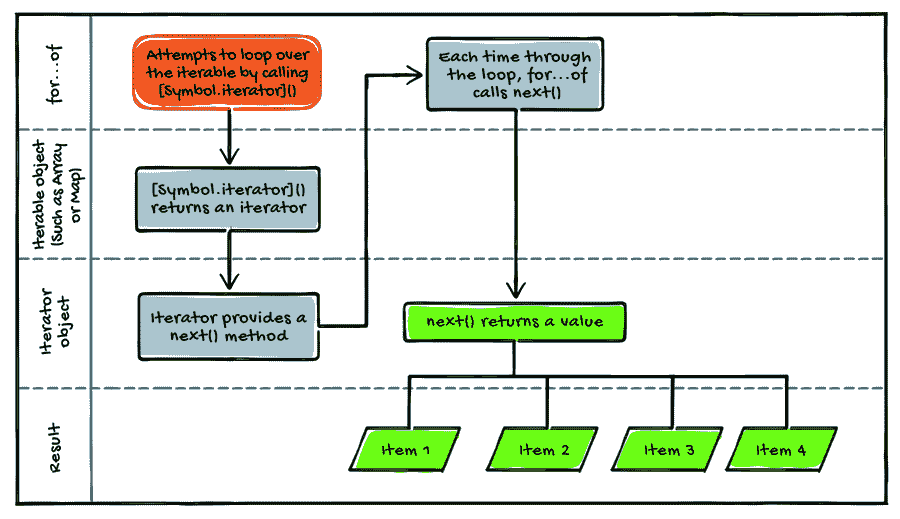 for...of
Attempts to loop over
the iterable by calling
[Symbol.iterator]()
Each time through
the loop, for...of
calls next()
Iterable object
(Such as Array
or Map)
[Symbol.iterator]()
returns an iterator
Iterator
object
Iterator provides a
next() method
next() returns a value
Result
Item 1
Item 2
Item 3
Item 4